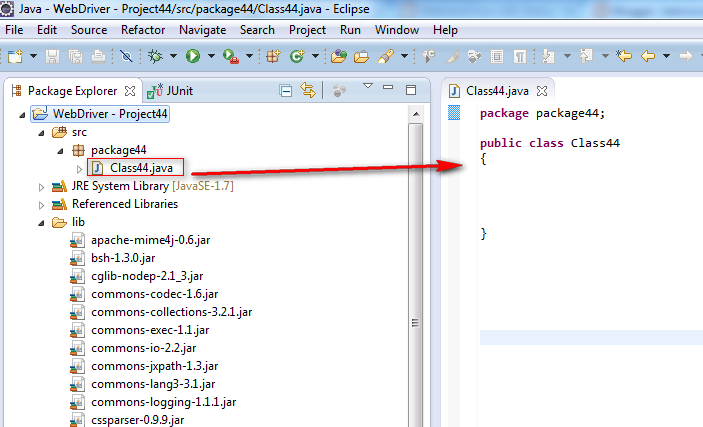 Java - WebDriver - Project44/src/package44/Class44.java - Eclipse
File Edit Source Refactor Navigate Search Project Run Window Help
Package Explorer JUnit
WebDriver - Project44
src
package44
Class44.java
JRE System Library [JavaSE-1.7]
Referenced Libraries
lib
apache-mime4j-0.6.jar
bsh-1.3.0.jar
cglib-nodep-2.1_3.jar
commons-codec-1.6.jar
commons-collections-3.2.1.jar
commons-exec-1.1.jar
commons-io-2.2.jar
commons-jxpath-1.3.jar
commons-lang3-3.1.jar
commons-logging-1.1.1.jar
cssparser-0.9.9.jar
Class44.java
package package44;
public class Class44
{
}